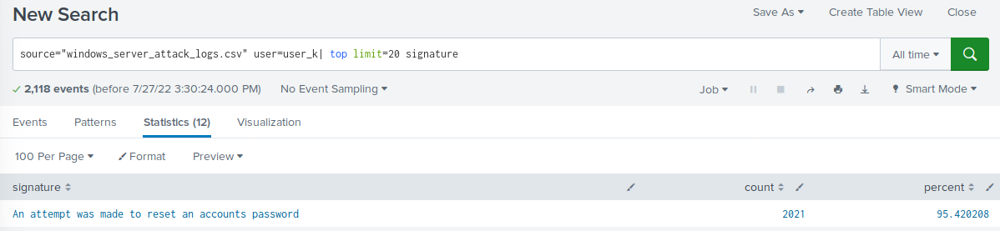 New Search
Save As Create Table View Close
source="windows_server_attack_logs.csv" user=user_k| top limit=20 signature
All time
2,118 events (before 7/27/22 3:30:24.000 PM) No Event Sampling
Job Smart Mode
Events Patterns Statistics (12) Visualization
100 Per Page Format Preview
signature count percent
An attempt was made to reset an accounts password 2021 95.420208